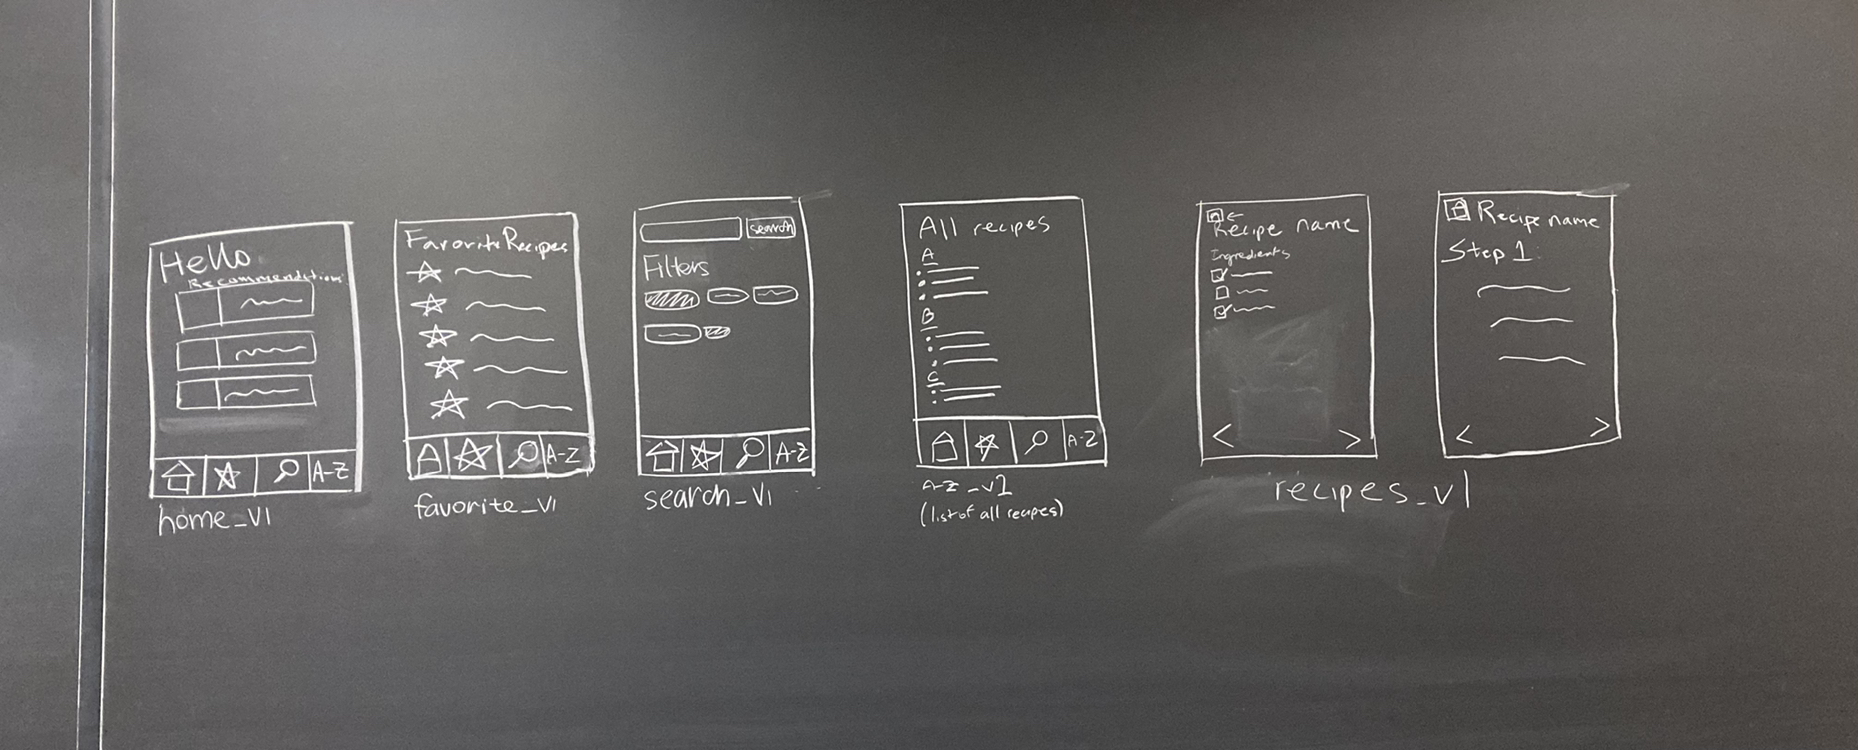 Hello
Recommendations
A-Z
home_v1
Favorite Recipes
A-Z
favorite_v1
search
Filters
A-Z
search_v1
All recipes
A
B
C
A-Z
A-Z_v1
(list of all recipes)
Recipe name
Ingredients
< >
Recipe name
Step 1
< >
recipes_v1